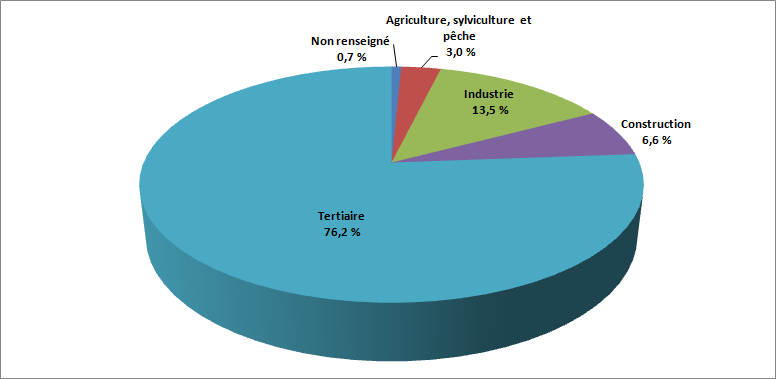 Agriculture, sylviculture et
pêche
3,0 %
Non renseigné
0,7 %
Industrie
13,5 %
Construction
6,6 %
Tertiaire
76,2 %